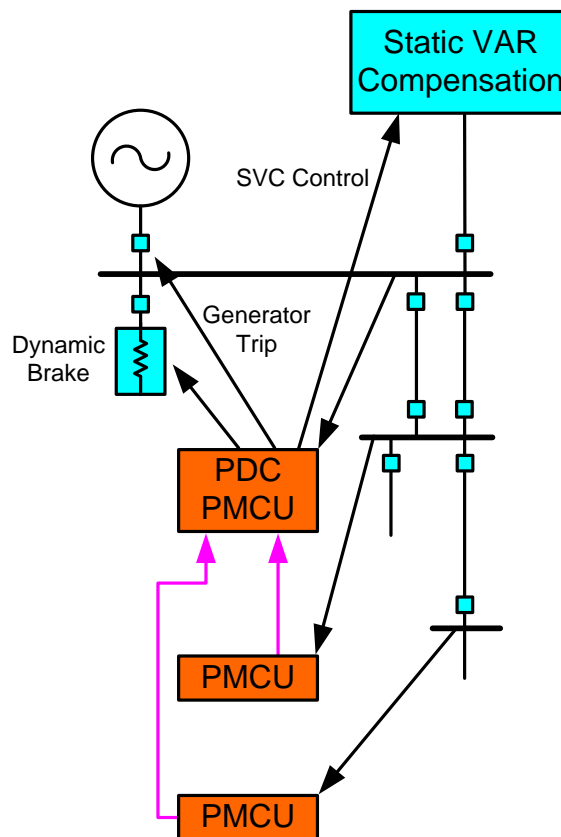 Static VAR
Compensation
SVC Control
Generator
Trip
Dynamic
Brake
PDC
PMCU
PMCU
PMCU